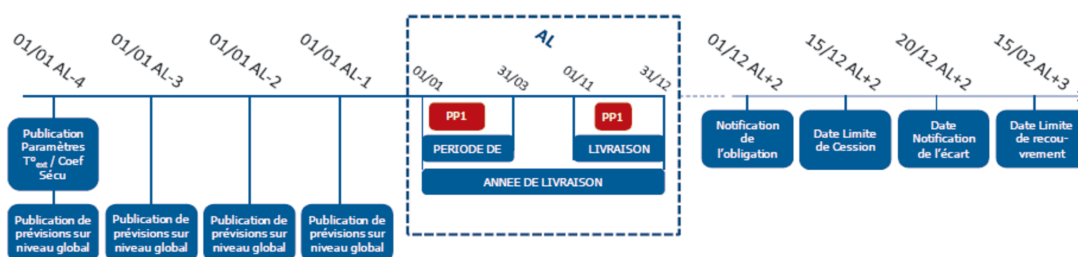 01/01 AL-4
01/01 AL-3
01/01 AL-2
01/01 AL-1
AL
01/12 AL+2
15/12 AL+2
20/12 AL+2
15/02 AL+3
01/01
31/03
01/11
31/12
PP1
PP1
PERIODE DE
LIVRAISON
ANNEE DE LIVRAISON
Publication
Paramètres
T°ext / Coef
Sécu
Notification
de
l'obligation
Date Limite
de Cession
Date
Notification
de l'écart
Date Limite
de recou-
vrement
Publication de
prévisions sur
niveau global
Publication de
prévisions sur
niveau global
Publication de
prévisions sur
niveau global
Publication de
prévisions sur
niveau global